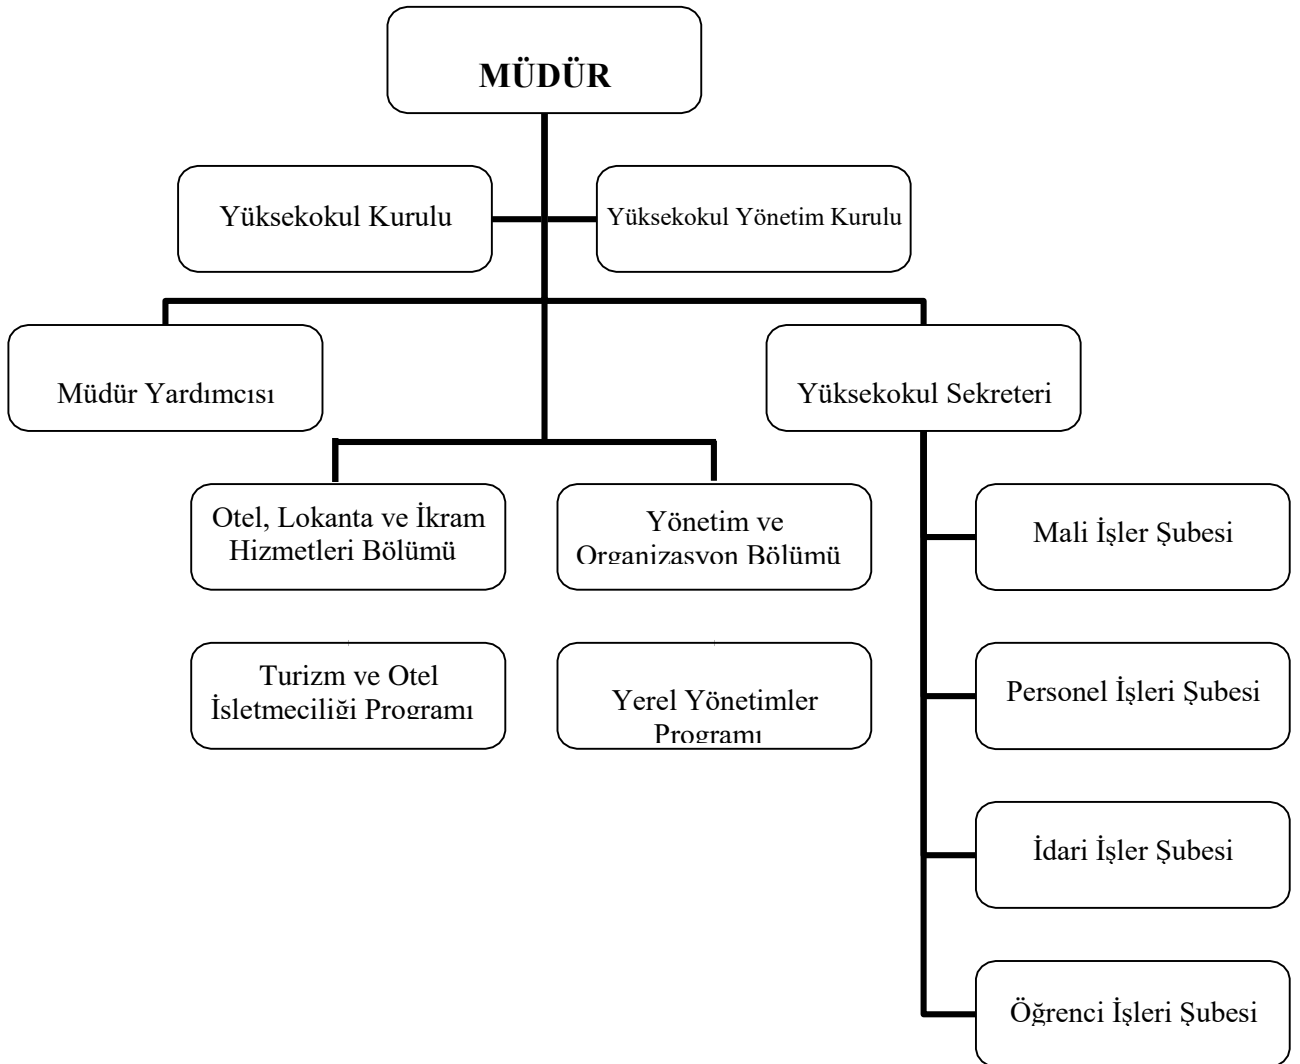 MÜDÜR
Yüksekokul Kurulu
Yüksekokul Yönetim Kurulu
Müdür Yardımcısı
Yüksekokul Sekreteri
Otel, Lokanta ve İkram
Hizmetleri Bölümü
Yönetim ve
Organizasyon Bölümü
Mali İşler Şubesi
Turizm ve Otel
İşletmeciliği Programı
Yerel Yönetimler
Programı
Personel İşleri Şubesi
İdari İşler Şubesi
Öğrenci İşleri Şubesi